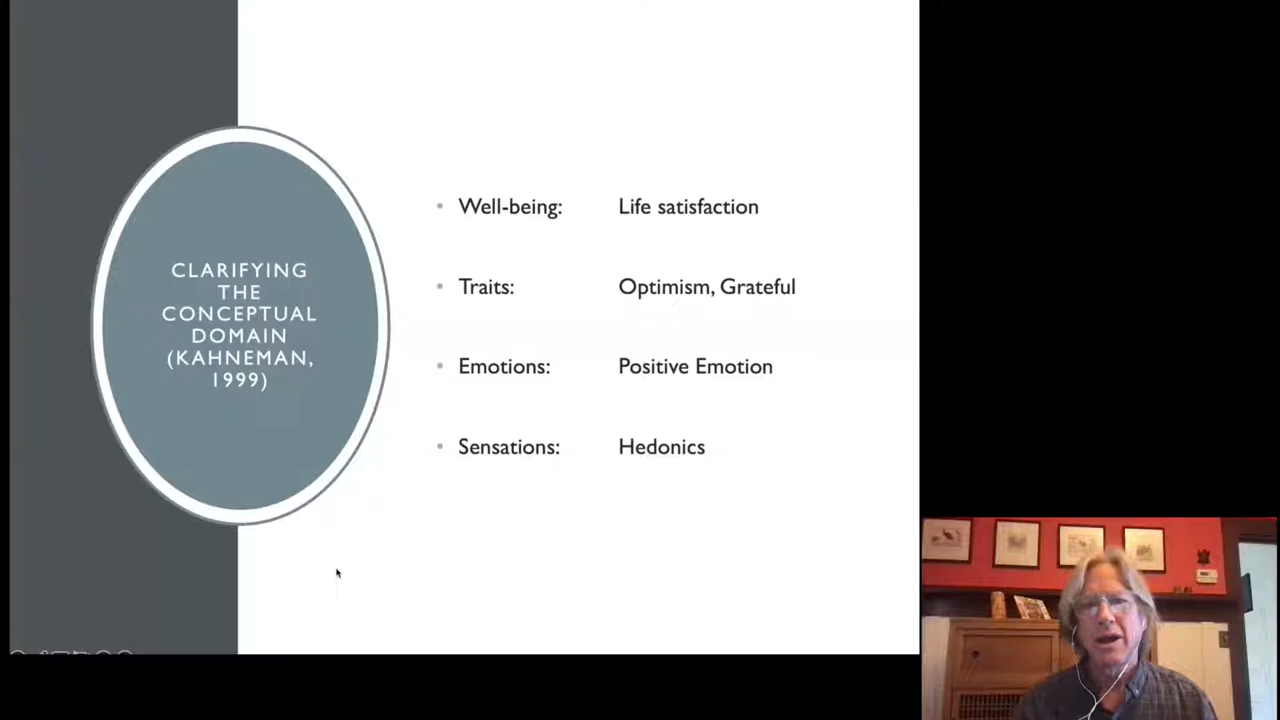 CLARIFYING
THE
CONCEPTUAL
DOMAIN
(KAHNEMAN,
1999)
• Well-being: Life satisfaction
• Traits: Optimism, Grateful
• Emotions: Positive Emotion
• Sensations: Hedonics